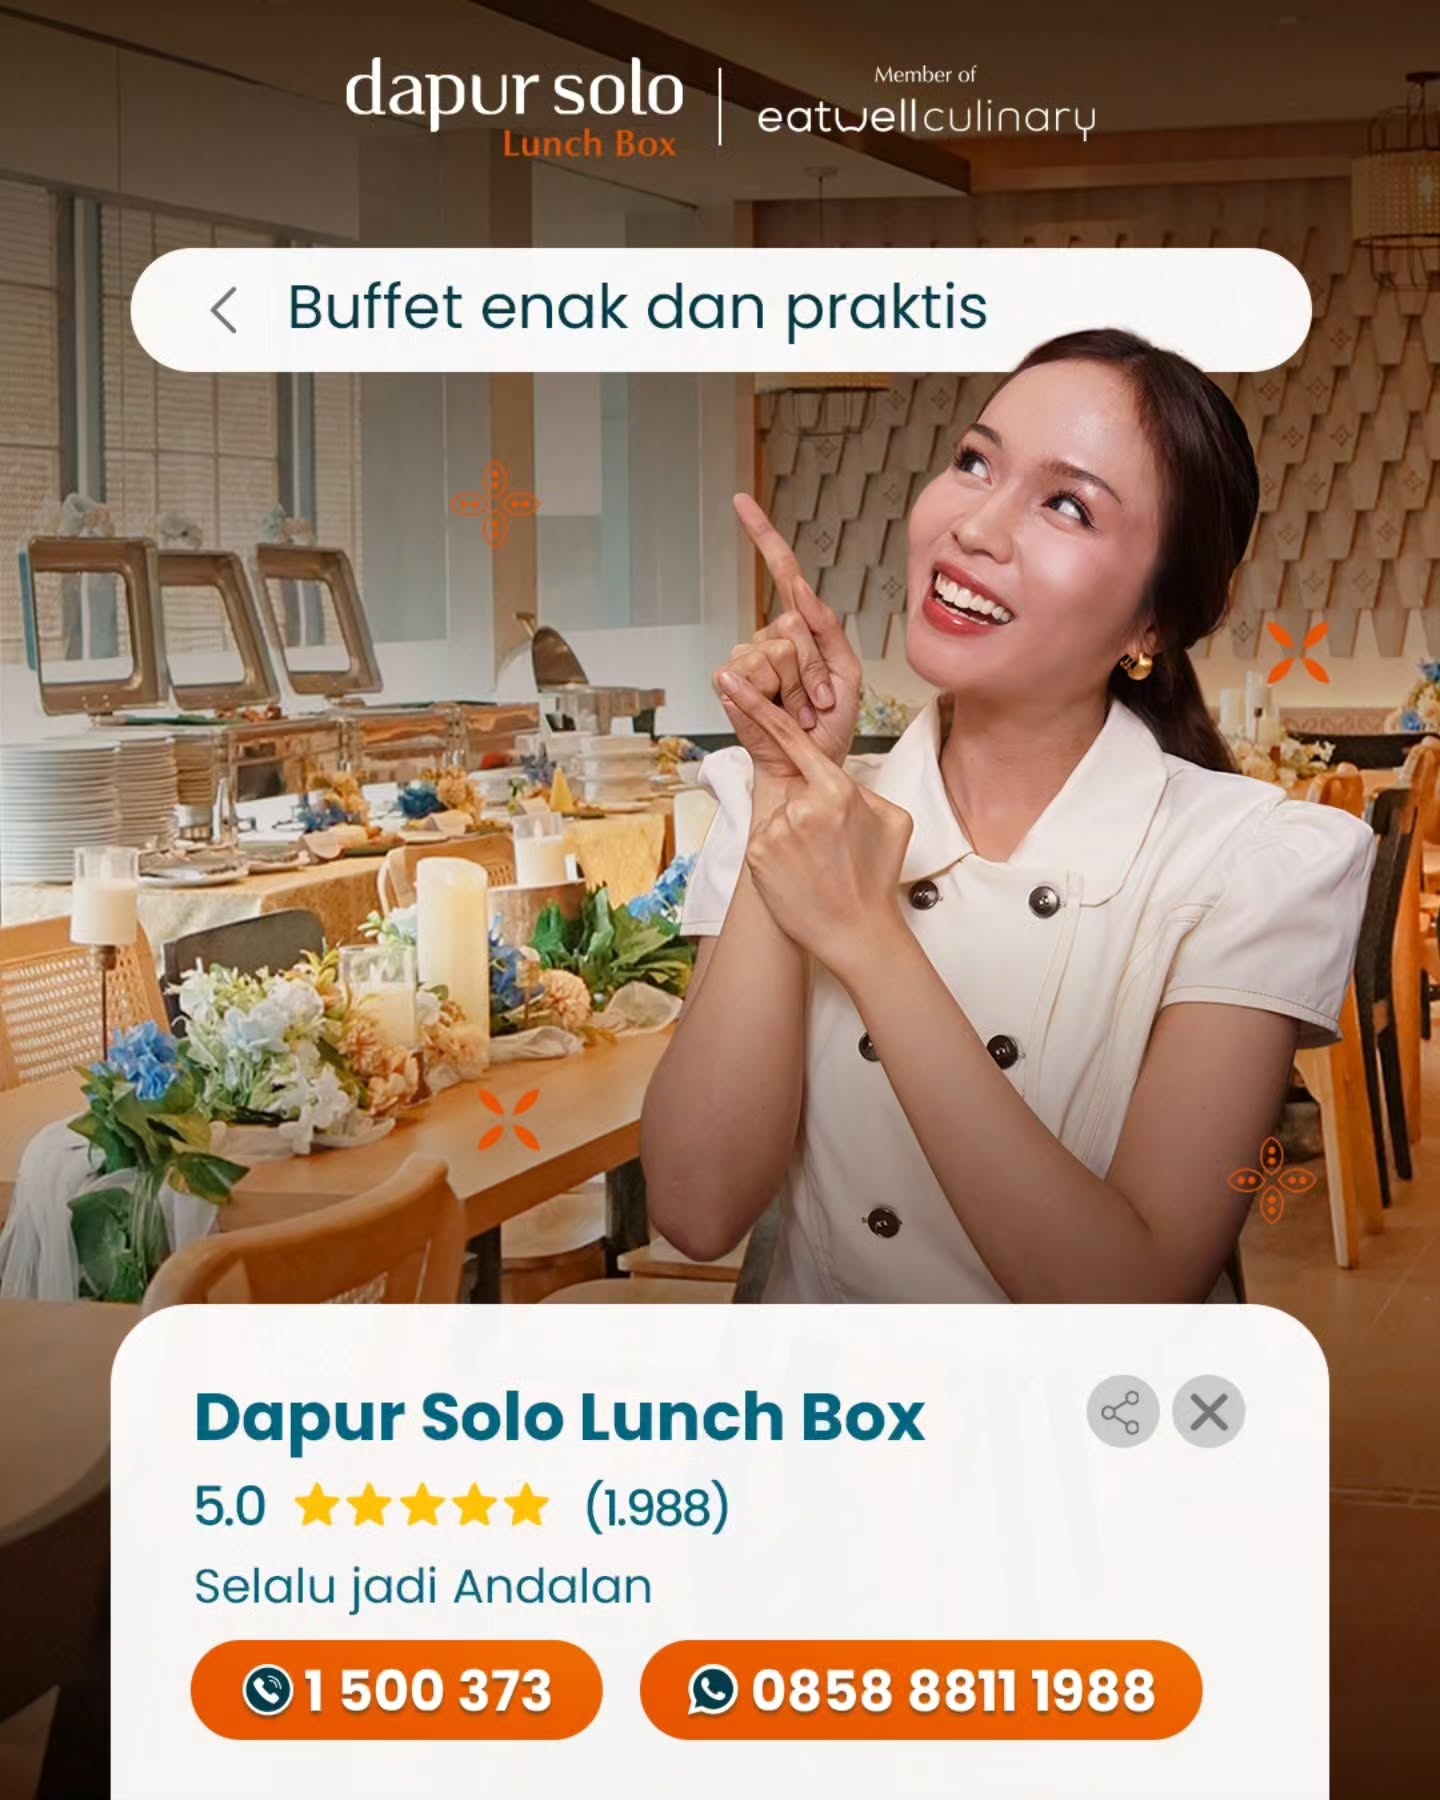 dapur solo
Lunch Box
Member of
eatwellculinary
Buffet enak dan praktis
Dapur Solo Lunch Box
5.0 (1.988)
Selalu jadi Andalan
1 500 373
0858 8811 1988